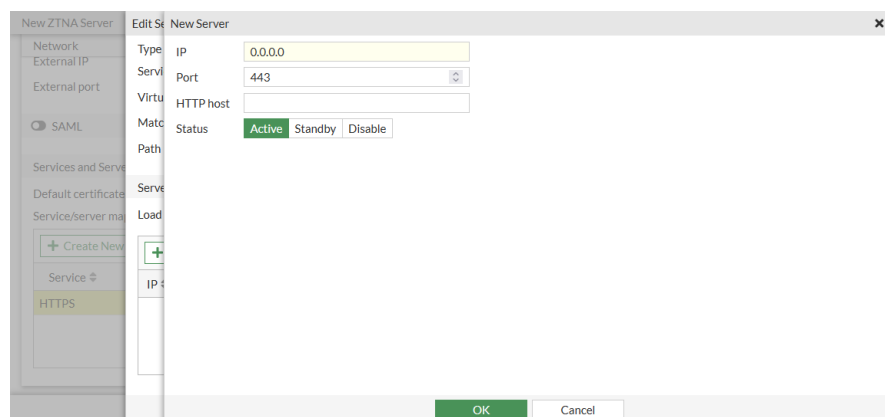 New ZTNA Server
Network
External IP
External port
SAML
Services and Serve
Default certificate
Service/server ma
Create New
Service
HTTPS
Edit Se
Type
Servi
Virtu
Matc
Path
Serve
Load
IP
New Server
IP 0.0.0.0
Port 443
HTTP host
Status Active Standby Disable
OK Cancel